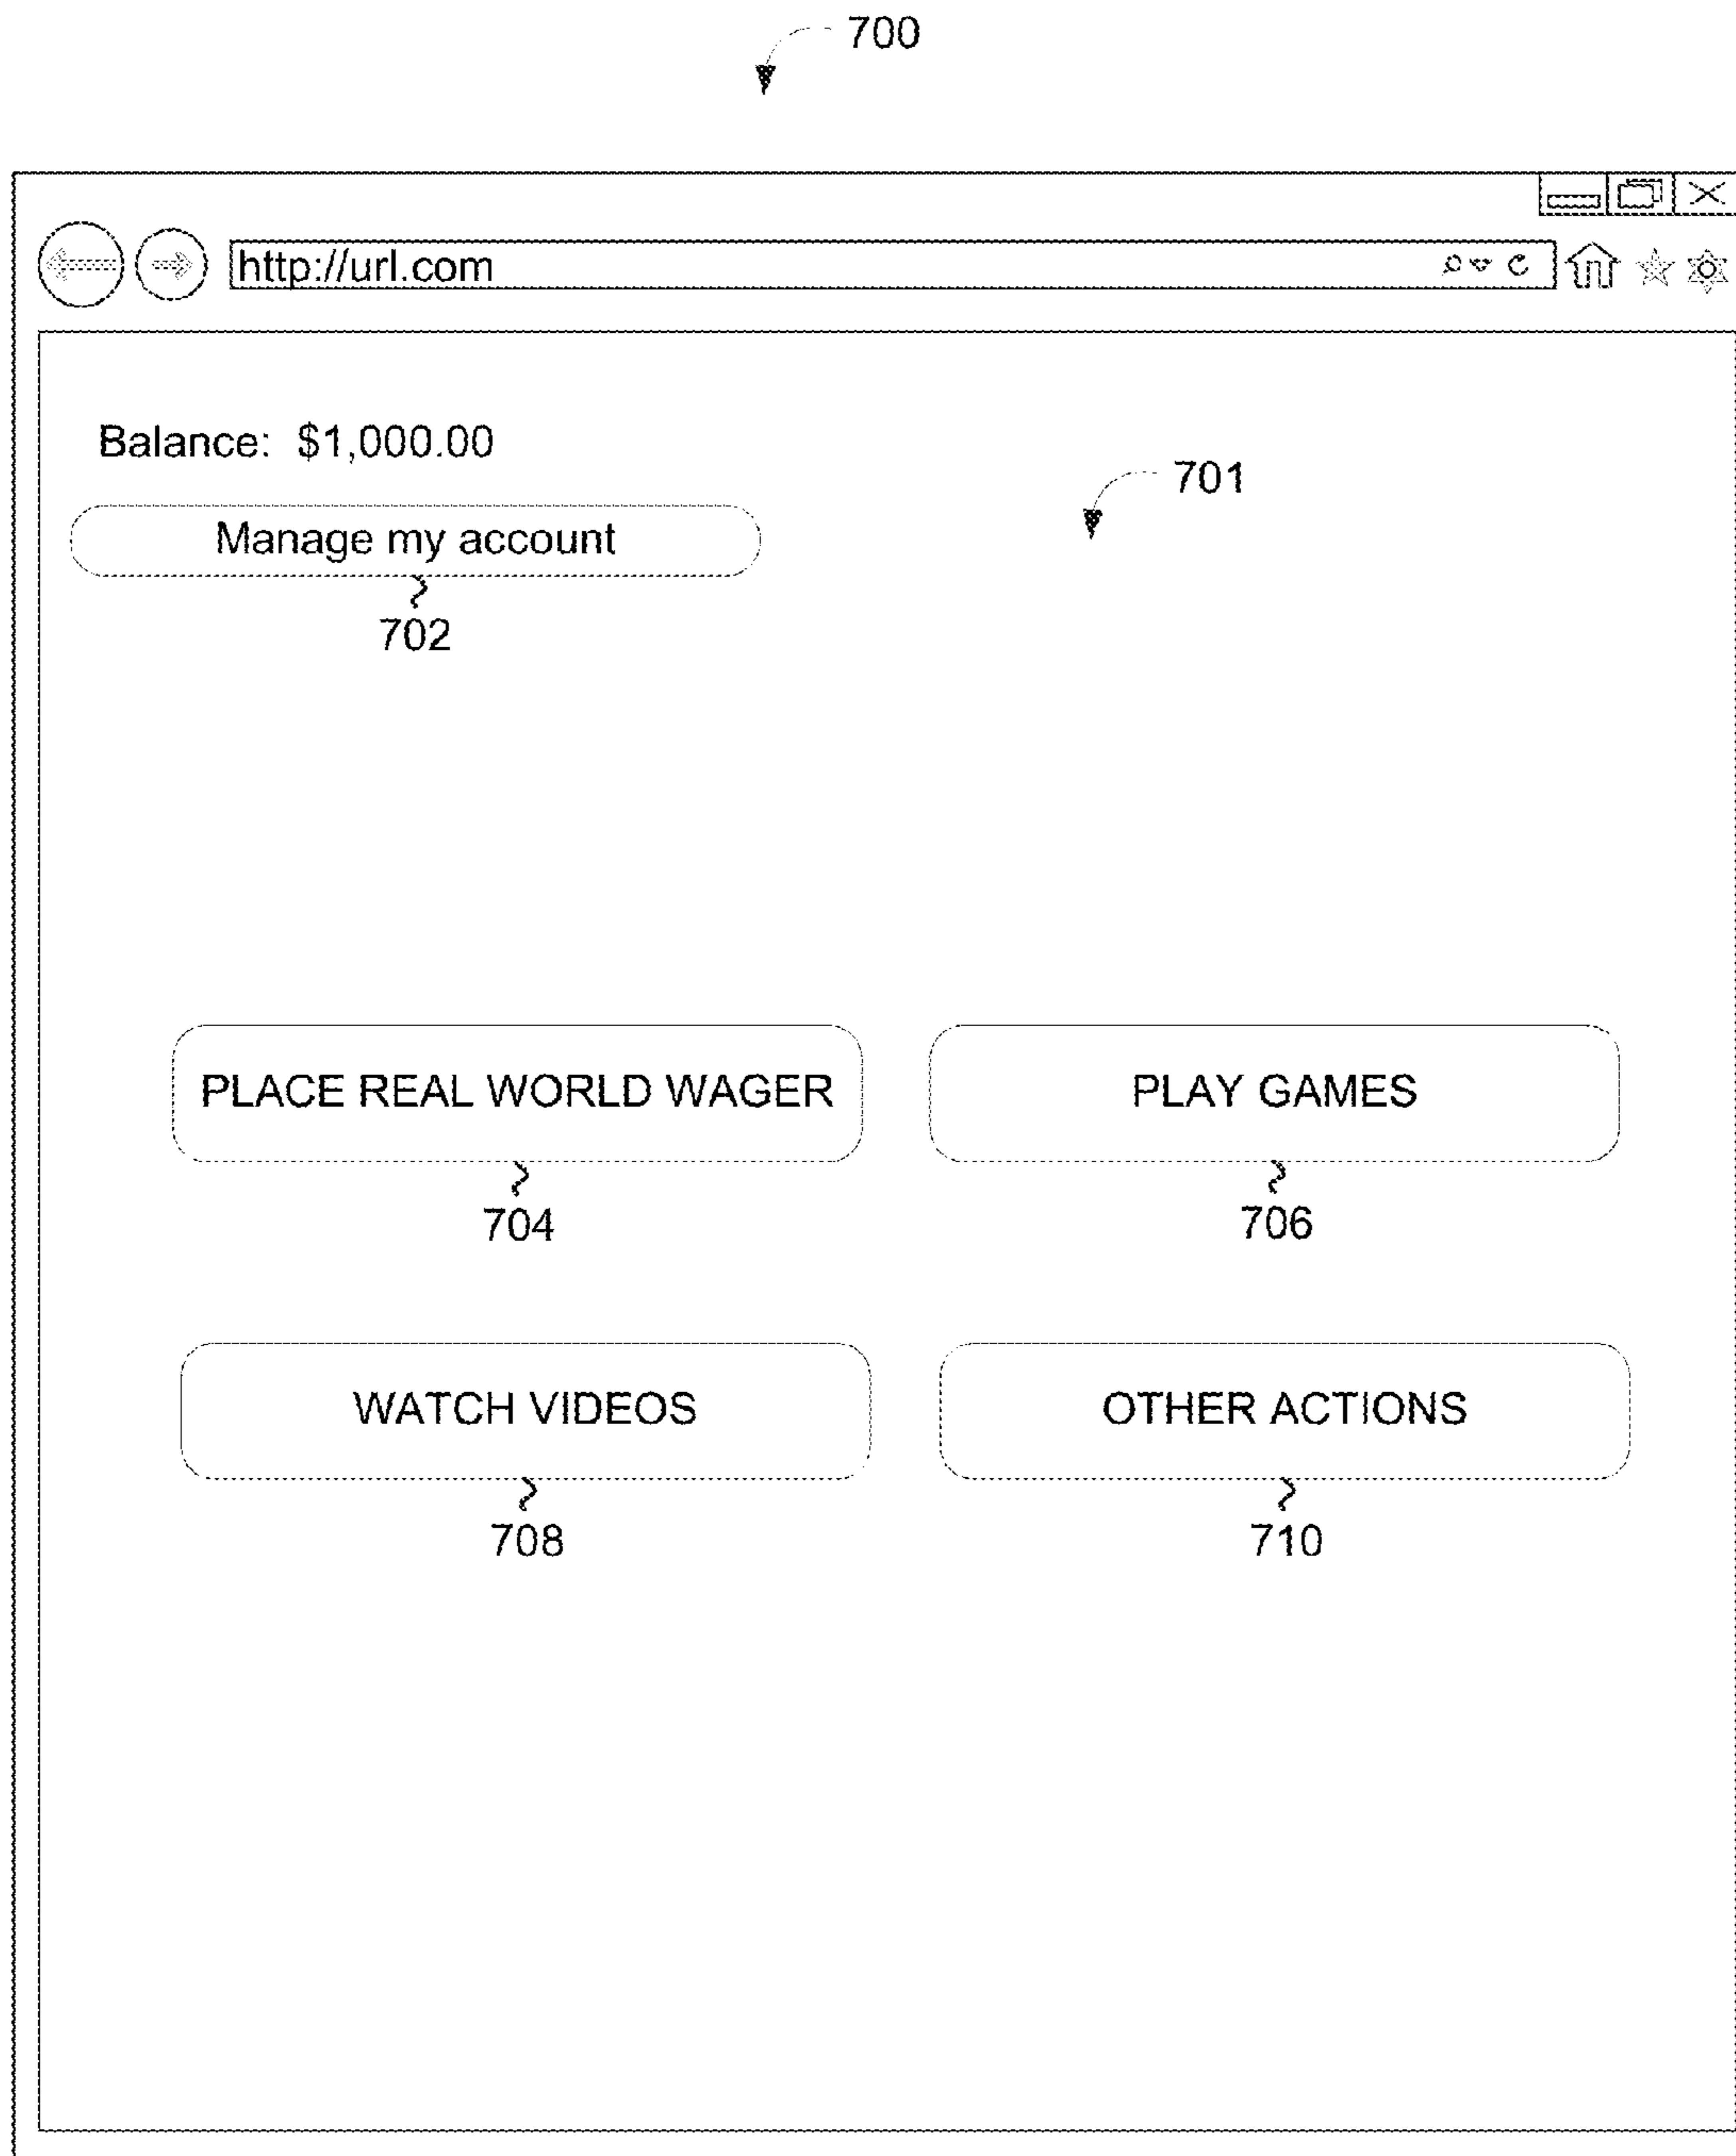 700
http://url.com
Balance: $1,000.00
701
Manage my account
702
PLACE REAL WORLD WAGER
PLAY GAMES
704
706
WATCH VIDEOS
OTHER ACTIONS
708
710